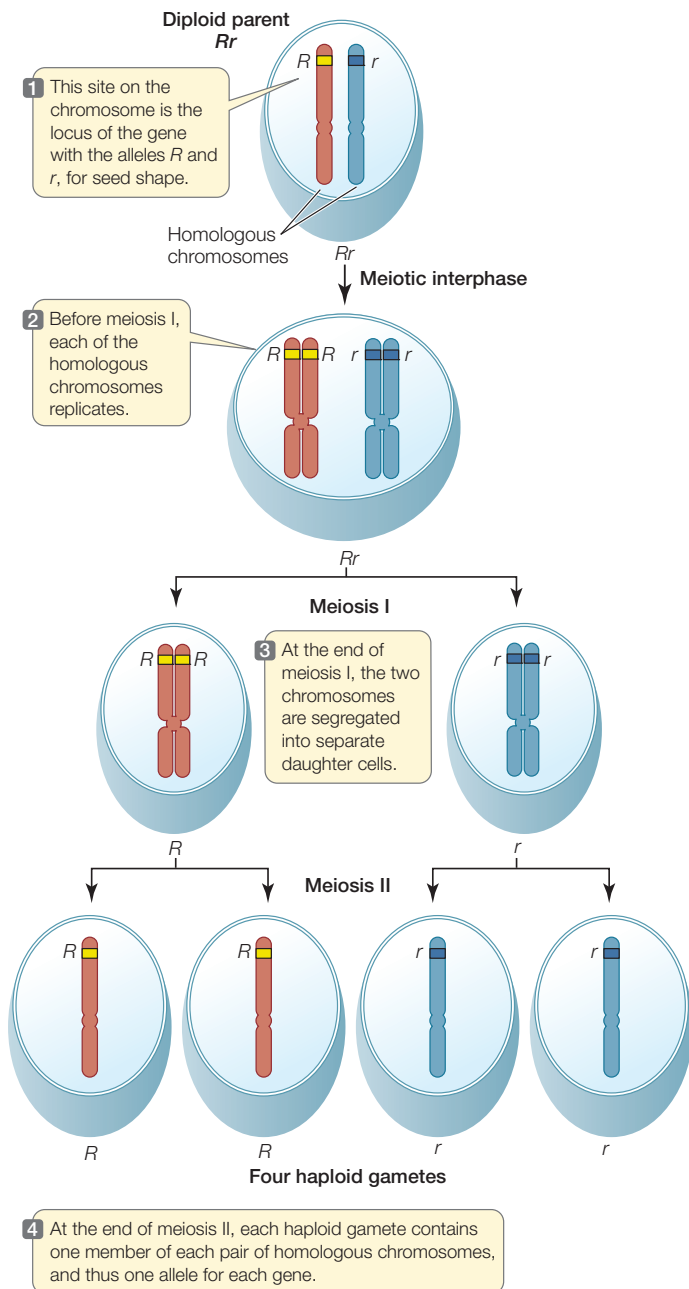 Diploid parent
Rr
R
r
1 This site on the
chromosome is the
locus of the gene
with the alleles R and
r, for seed shape.
Homologous
chromosomes
Rr
Meiotic interphase
2 Before meiosis I,
each of the
homologous
chromosomes
replicates.
R R r r
Rr
Meiosis I
R R
3 At the end of
meiosis I, the two
chromosomes
are segregated
into separate
daughter cells.
r r
R r
Meiosis II
R R r r
R R r r
Four haploid gametes
4 At the end of meiosis II, each haploid gamete contains
one member of each pair of homologous chromosomes,
and thus one allele for each gene.